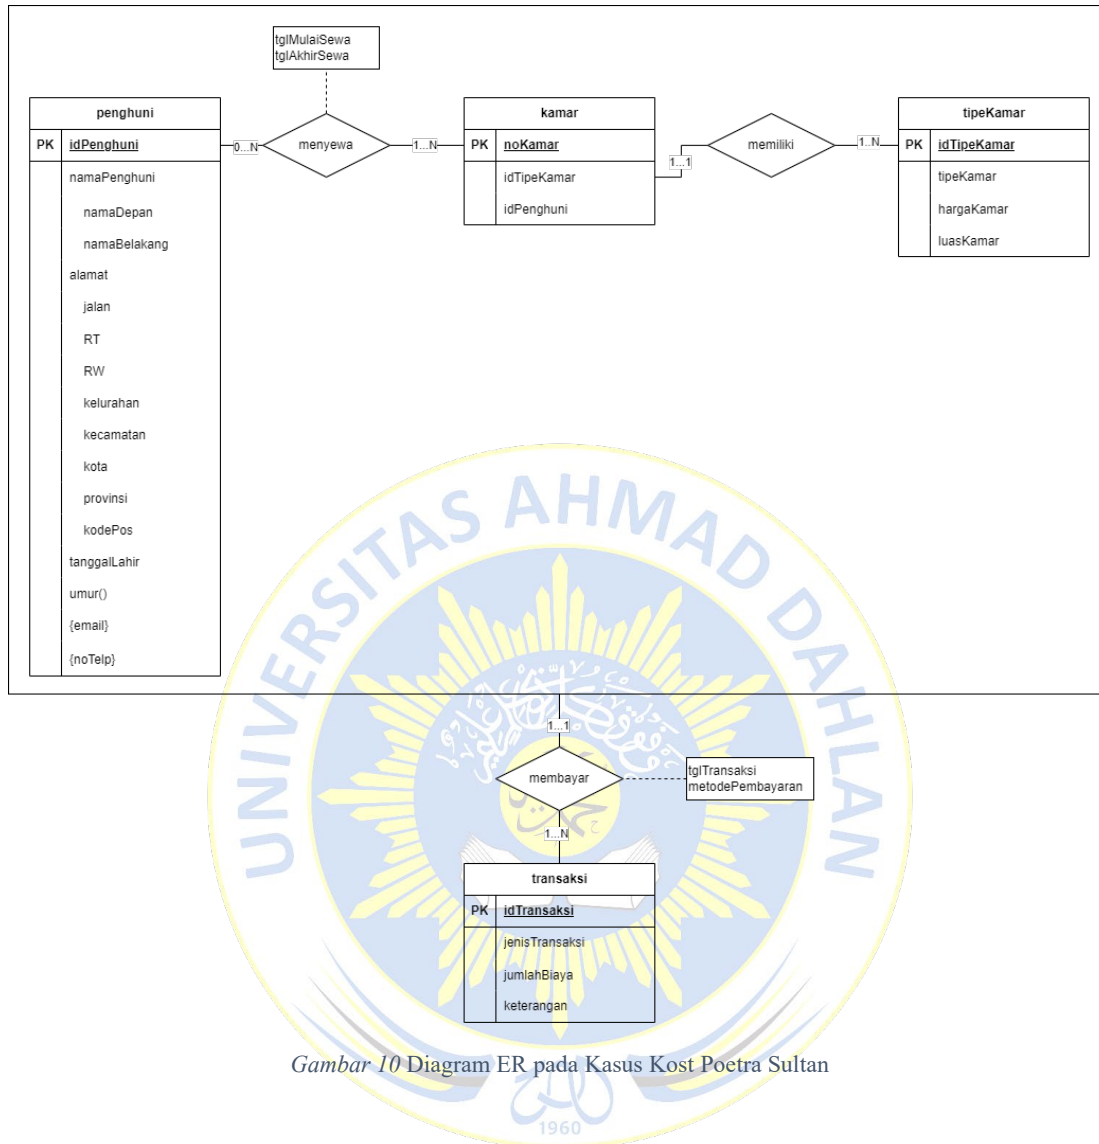 tglMulaiSewa
tglAkhirSewa
penghuni
PK idPenghuni
namaPenghuni
namaDepan
namaBelakang
alamat
jalan
RT
RW
kelurahan
kecamatan
kota
provinsi
kodePos
tanggalLahir
umur()
{email}
{noTelp}
0...N
menyewa
1...N
kamar
PK noKamar
idTipeKamar
idPenghuni
1...1
memiliki
1..N
tipeKamar
PK idTipeKamar
tipeKamar
hargaKamar
luasKamar
UNIVERSITAS AHMAD DAHLAN
1...1
membayar
tglTransaksi
metodePembayaran
1...N
transaksi
PK idTransaksi
jenisTransaksi
jumlahBiaya
keterangan
Gambar 10 Diagram ER pada Kasus Kost Poetra Sultan
1960